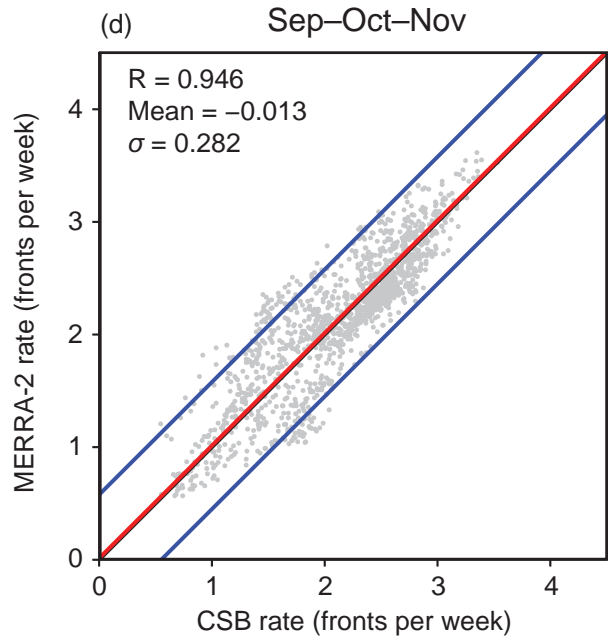 (d) Sep–Oct–Nov
R = 0.946
Mean = −0.013
σ = 0.282
MERRA-2 rate (fronts per week)
4
3
2
1
0
0 1 2 3 4
CSB rate (fronts per week)